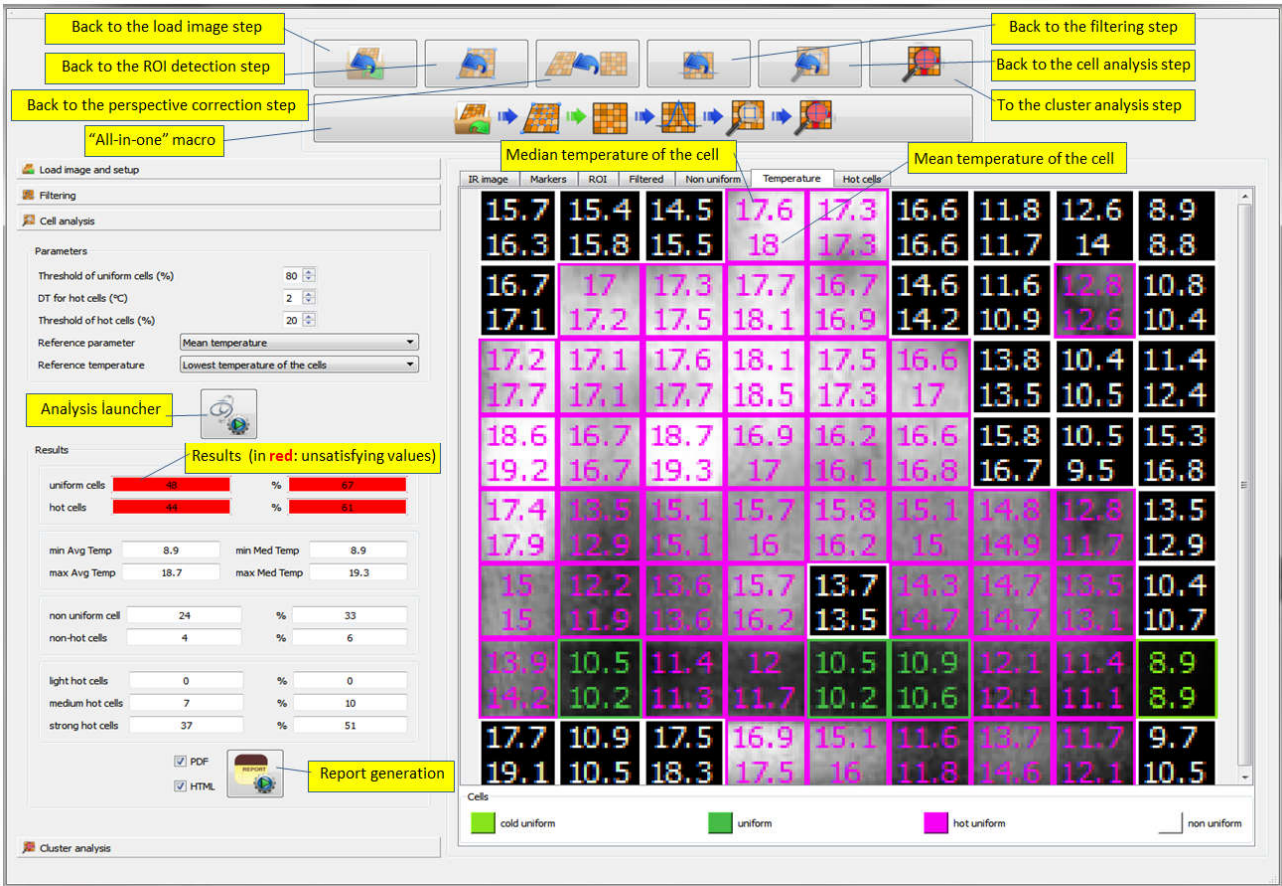 Back to the load image step
Back to the filtering step
Back to the ROI detection step
Back to the cell analysis step
Back to the perspective correction step
To the cluster analysis step
“All-in-one” macro
Median temperature of the cell
Mean temperature of the cell
Load image and setup
Filtering
Cell analysis
Parameters
Threshold of uniform cells (%) 80
DT for hot cells (ºC) 2
Threshold of hot cells (%) 20
Reference parameter Mean temperature
Reference temperature Lowest temperature of the cells
Analysis launcher
Results
Results (in red: unsatisfying values)
uniform cells 48 % 67
hot cells 44 % 61
min Avg Temp 8.9 min Med Temp 8.9
max Avg Temp 18.7 max Med Temp 19.3
non uniform cell 24 % 33
non-hot cells 4 % 6
light hot cells 0 % 0
medium hot cells 7 % 10
strong hot cells 37 % 51
PDF
HTML
REPORT
Report generation
Cluster analysis
IR image Markers ROI Filtered Non uniform Temperature Hot cells
15.7 15.4 14.5 17.6 17.3 16.6 11.8 12.6 8.9
16.3 15.8 15.5 18 17.3 16.6 11.7 14 8.8
16.7 17 17.3 17.7 16.7 14.6 11.6 12.8 10.8
17.1 17.2 17.5 18.1 16.9 14.2 10.9 12.6 10.4
17.2 17.1 17.6 18.1 17.5 16.6 13.8 10.4 11.4
17.7 17.1 17.7 18.5 17.3 17 13.5 10.5 12.4
18.6 16.7 18.7 16.9 16.2 16.6 15.8 10.5 15.3
19.2 16.7 19.3 17 16.1 16.8 16.7 9.5 16.8
17.4 13.5 15.1 15.7 15.8 15.1 14.8 12.8 13.5
17.9 12.9 15.1 16 16.2 15 14.9 11.7 12.9
15 12.2 13.6 15.7 13.7 14.3 14.7 13.5 10.4
15 11.9 13.6 16.2 13.5 14.7 14.7 13.1 10.7
13.9 10.5 11.4 12 10.5 10.9 12.1 11.4 8.9
14.2 10.2 11.3 11.7 10.2 10.6 12.1 11.1 8.9
17.7 10.9 17.5 16.9 15.1 11.6 13.7 11.7 9.7
19.1 10.5 18.3 17.5 16 11.8 14.6 12.1 10.5
Cells
cold uniform
uniform
hot uniform
non uniform